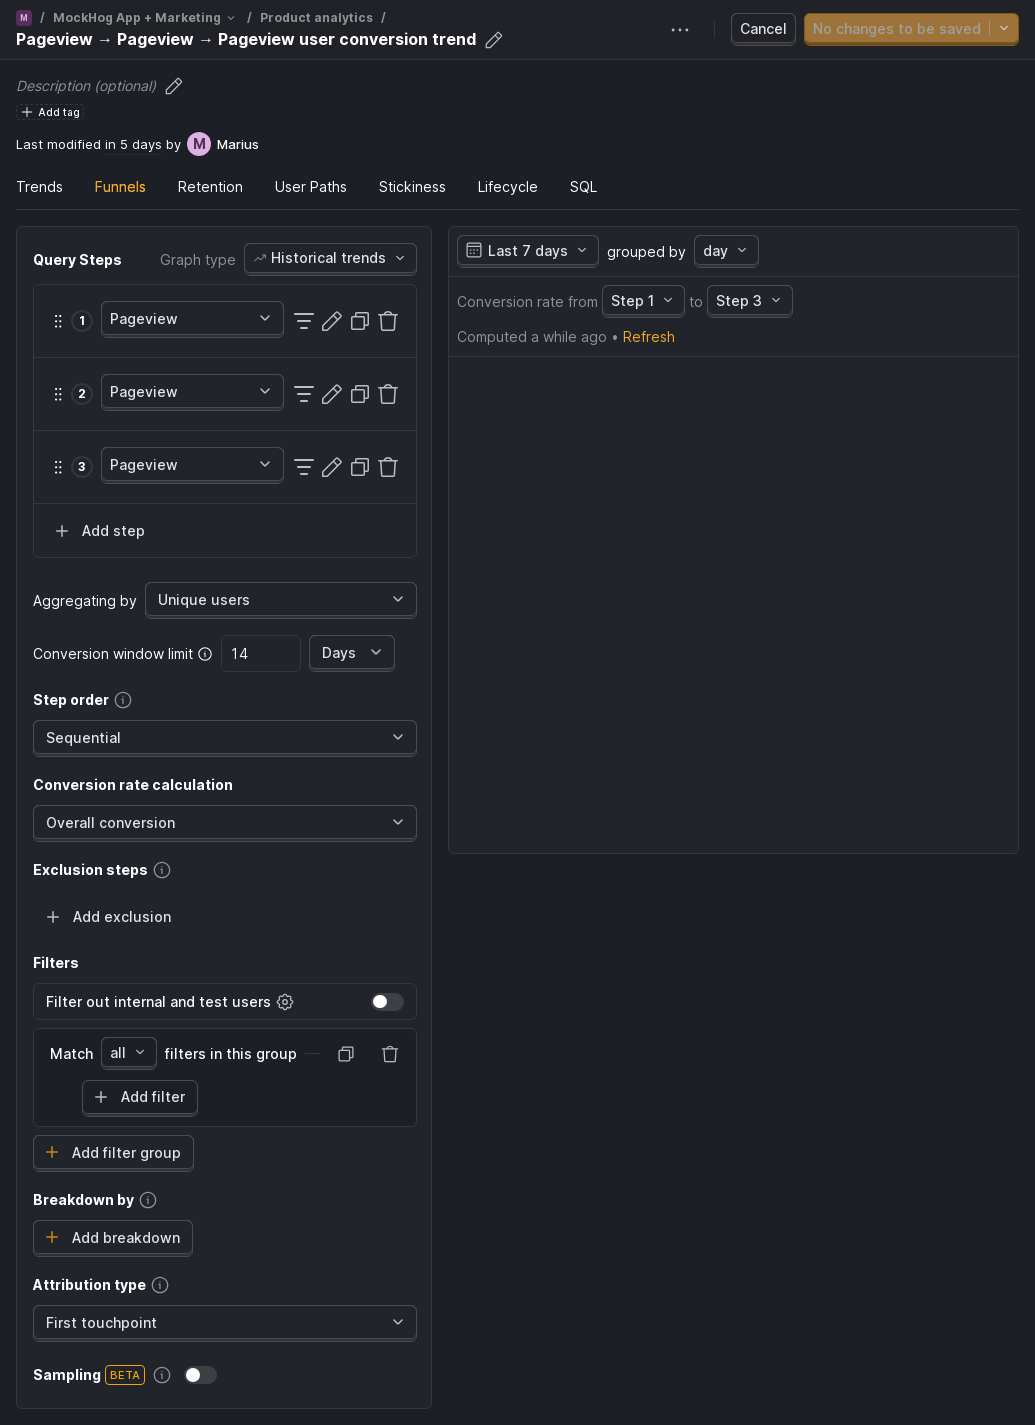 M / MockHog App + Marketing / Product analytics /
Pageview → Pageview → Pageview user conversion trend
Cancel
No changes to be saved
Description (optional)
Add tag
Last modified in 5 days by M Marius
Trends Funnels Retention User Paths Stickiness Lifecycle SQL
Query Steps Graph type Historical trends
1 Pageview
2 Pageview
3 Pageview
Add step
Aggregating by Unique users
Conversion window limit 14 Days
Step order
Sequential
Conversion rate calculation
Overall conversion
Exclusion steps
Add exclusion
Filters
Filter out internal and test users
Match all filters in this group
Add filter
Add filter group
Breakdown by
Add breakdown
Attribution type
First touchpoint
Sampling BETA
Last 7 days grouped by day
Conversion rate from Step 1 to Step 3
Computed a while ago • Refresh